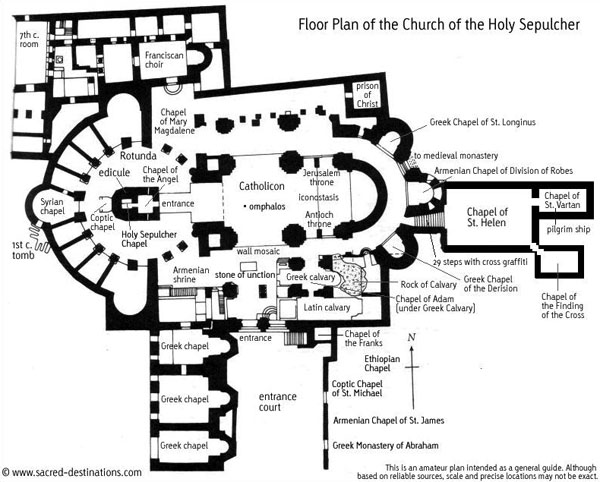 Floor Plan of the Church of the Holy Sepulcher
7th c.
room
Franciscan
choir
prison
of
Christ
Chapel
of Mary
Magdalene
Greek Chapel of St. Longinus
Rotunda
to medieval monastery
edicule
Chapel of
the Angel
Jerusalem
throne
Armenian Chapel of Division of Robes
Catholicon
iconostasis
Syrian
chapel
entrance
• omphalos
Chapel of
St. Helen
Chapel of
St. Vartan
Coptic
chapel
Antioch
throne
pilgrim ship
Holy Sepulcher
Chapel
1st c.
tomb
wall mosaic
29 steps with cross graffiti
Armenian
shrine
stone of unction
Greek calvary
Rock of Calvary
Greek Chapel
of the Derision
Chapel of Adam
[under Greek Calvary]
Latin calvary
Chapel of
the Finding
of the Cross
Greek chapel
entrance
Chapel of
the Franks
N
Ethiopian
Chapel
Greek chapel
entrance
court
Coptic Chapel
of St. Michael
Armenian Chapel of St. James
Greek chapel
Greek Monastery of Abraham
© www.sacred-destinations.com
This is an amateur plan intended as a general guide. Although
based on reliable sources, scale and precise locations may not be exact.